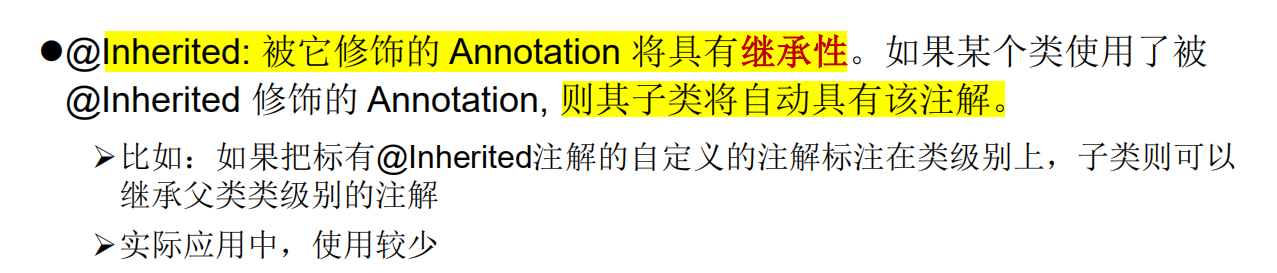 ●@Inherited: 被它修饰的 Annotation 将具有继承性。如果某个类使用了被
@Inherited 修饰的 Annotation, 则其子类将自动具有该注解。
➢比如：如果把标有@Inherited注解的自定义的注解标注在类级别上，子类则可以
继承父类类级别的注解
➢实际应用中，使用较少